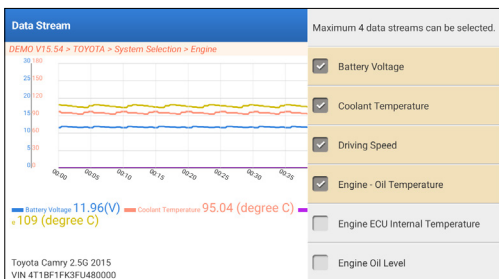 Data Stream
Maximum 4 data streams can be selected.
DEMO V15.54 > TOYOTA > System Selection > Engine
30 180
25 150
20 120
15 90
10 60
5 30
0 0
00:00 00:05 00:10 00:15 00:20 00:25 00:30 00:35
Battery Voltage 11.96(V) Coolant Temperature 95.04 (degree C)
109 (degree C)
Toyota Camry 2.5G 2015
VIN 4T1BF1FK3FU480000
Battery Voltage
Coolant Temperature
Driving Speed
Engine - Oil Temperature
Engine ECU Internal Temperature
Engine Oil Level